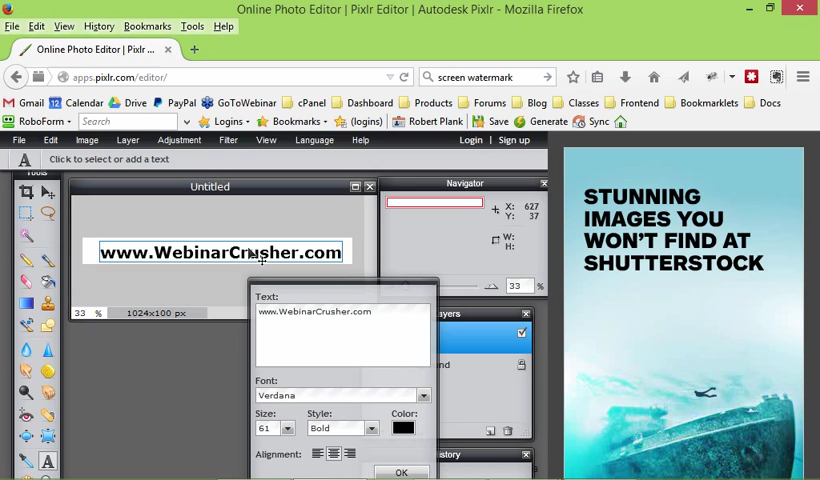 Online Photo Editor | Pixlr Editor | Autodesk Pixlr - Mozilla Firefox
File Edit View History Bookmarks Tools Help
Online Photo Editor | Pixlr ...
apps.pixlr.com/editor/
screen watermark
Gmail 12 Calendar Drive PayPal GoToWebinar cPanel Dashboard Products Forums Blog Classes Frontend Bookmarklets Docs
RoboForm Search Logins Bookmarks (logins) Robert Plank Save Generate Sync
File Edit Image Layer Adjustment Filter View Language Help Login | Sign up
A Click to select or add a text
Tools
Untitled
www.WebinarCrusher.com
33 % 1024x100 px
Navigator
X: 627
Y: 37
W:
H:
33 %
Text:
www.WebinarCrusher.com
Font:
Verdana
Size: Style: Color:
61 Bold
Alignment:
OK
ayers
nd
History
A
STUNNING
IMAGES YOU
WON'T FIND AT
SHUTTERSTOCK